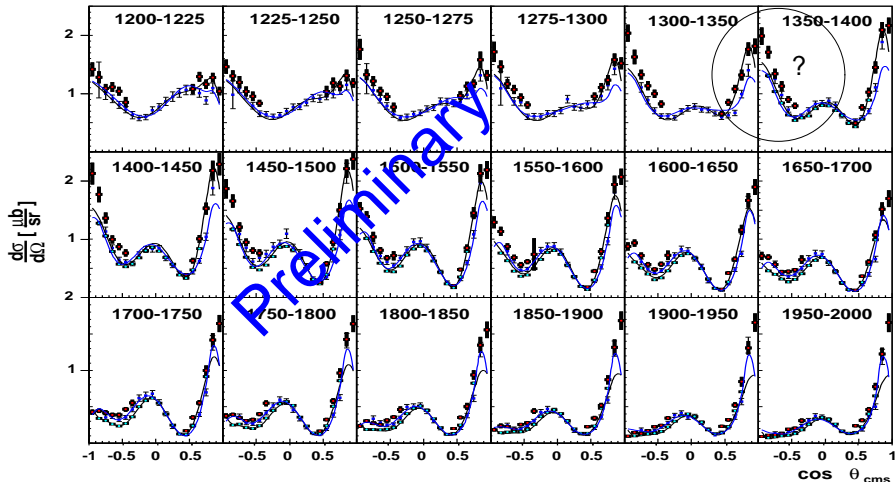 1200-1225 1225-1250 1250-1275 1275-1300 1300-1350 1350-1400
?
2
1
1400-1450 1450-1500 1500-1550 1550-1600 1600-1650 1650-1700
2
1
dσ/dΩ [μb/sr]
Preliminary
2
1700-1750 1750-1800 1800-1850 1850-1900 1900-1950 1950-2000
1
-1 -0.5 0 0.5 -0.5 0 0.5 -0.5 0 0.5 -0.5 0 0.5 -0.5 0 0.5 -0.5 0 0.5 1
cos θ cms